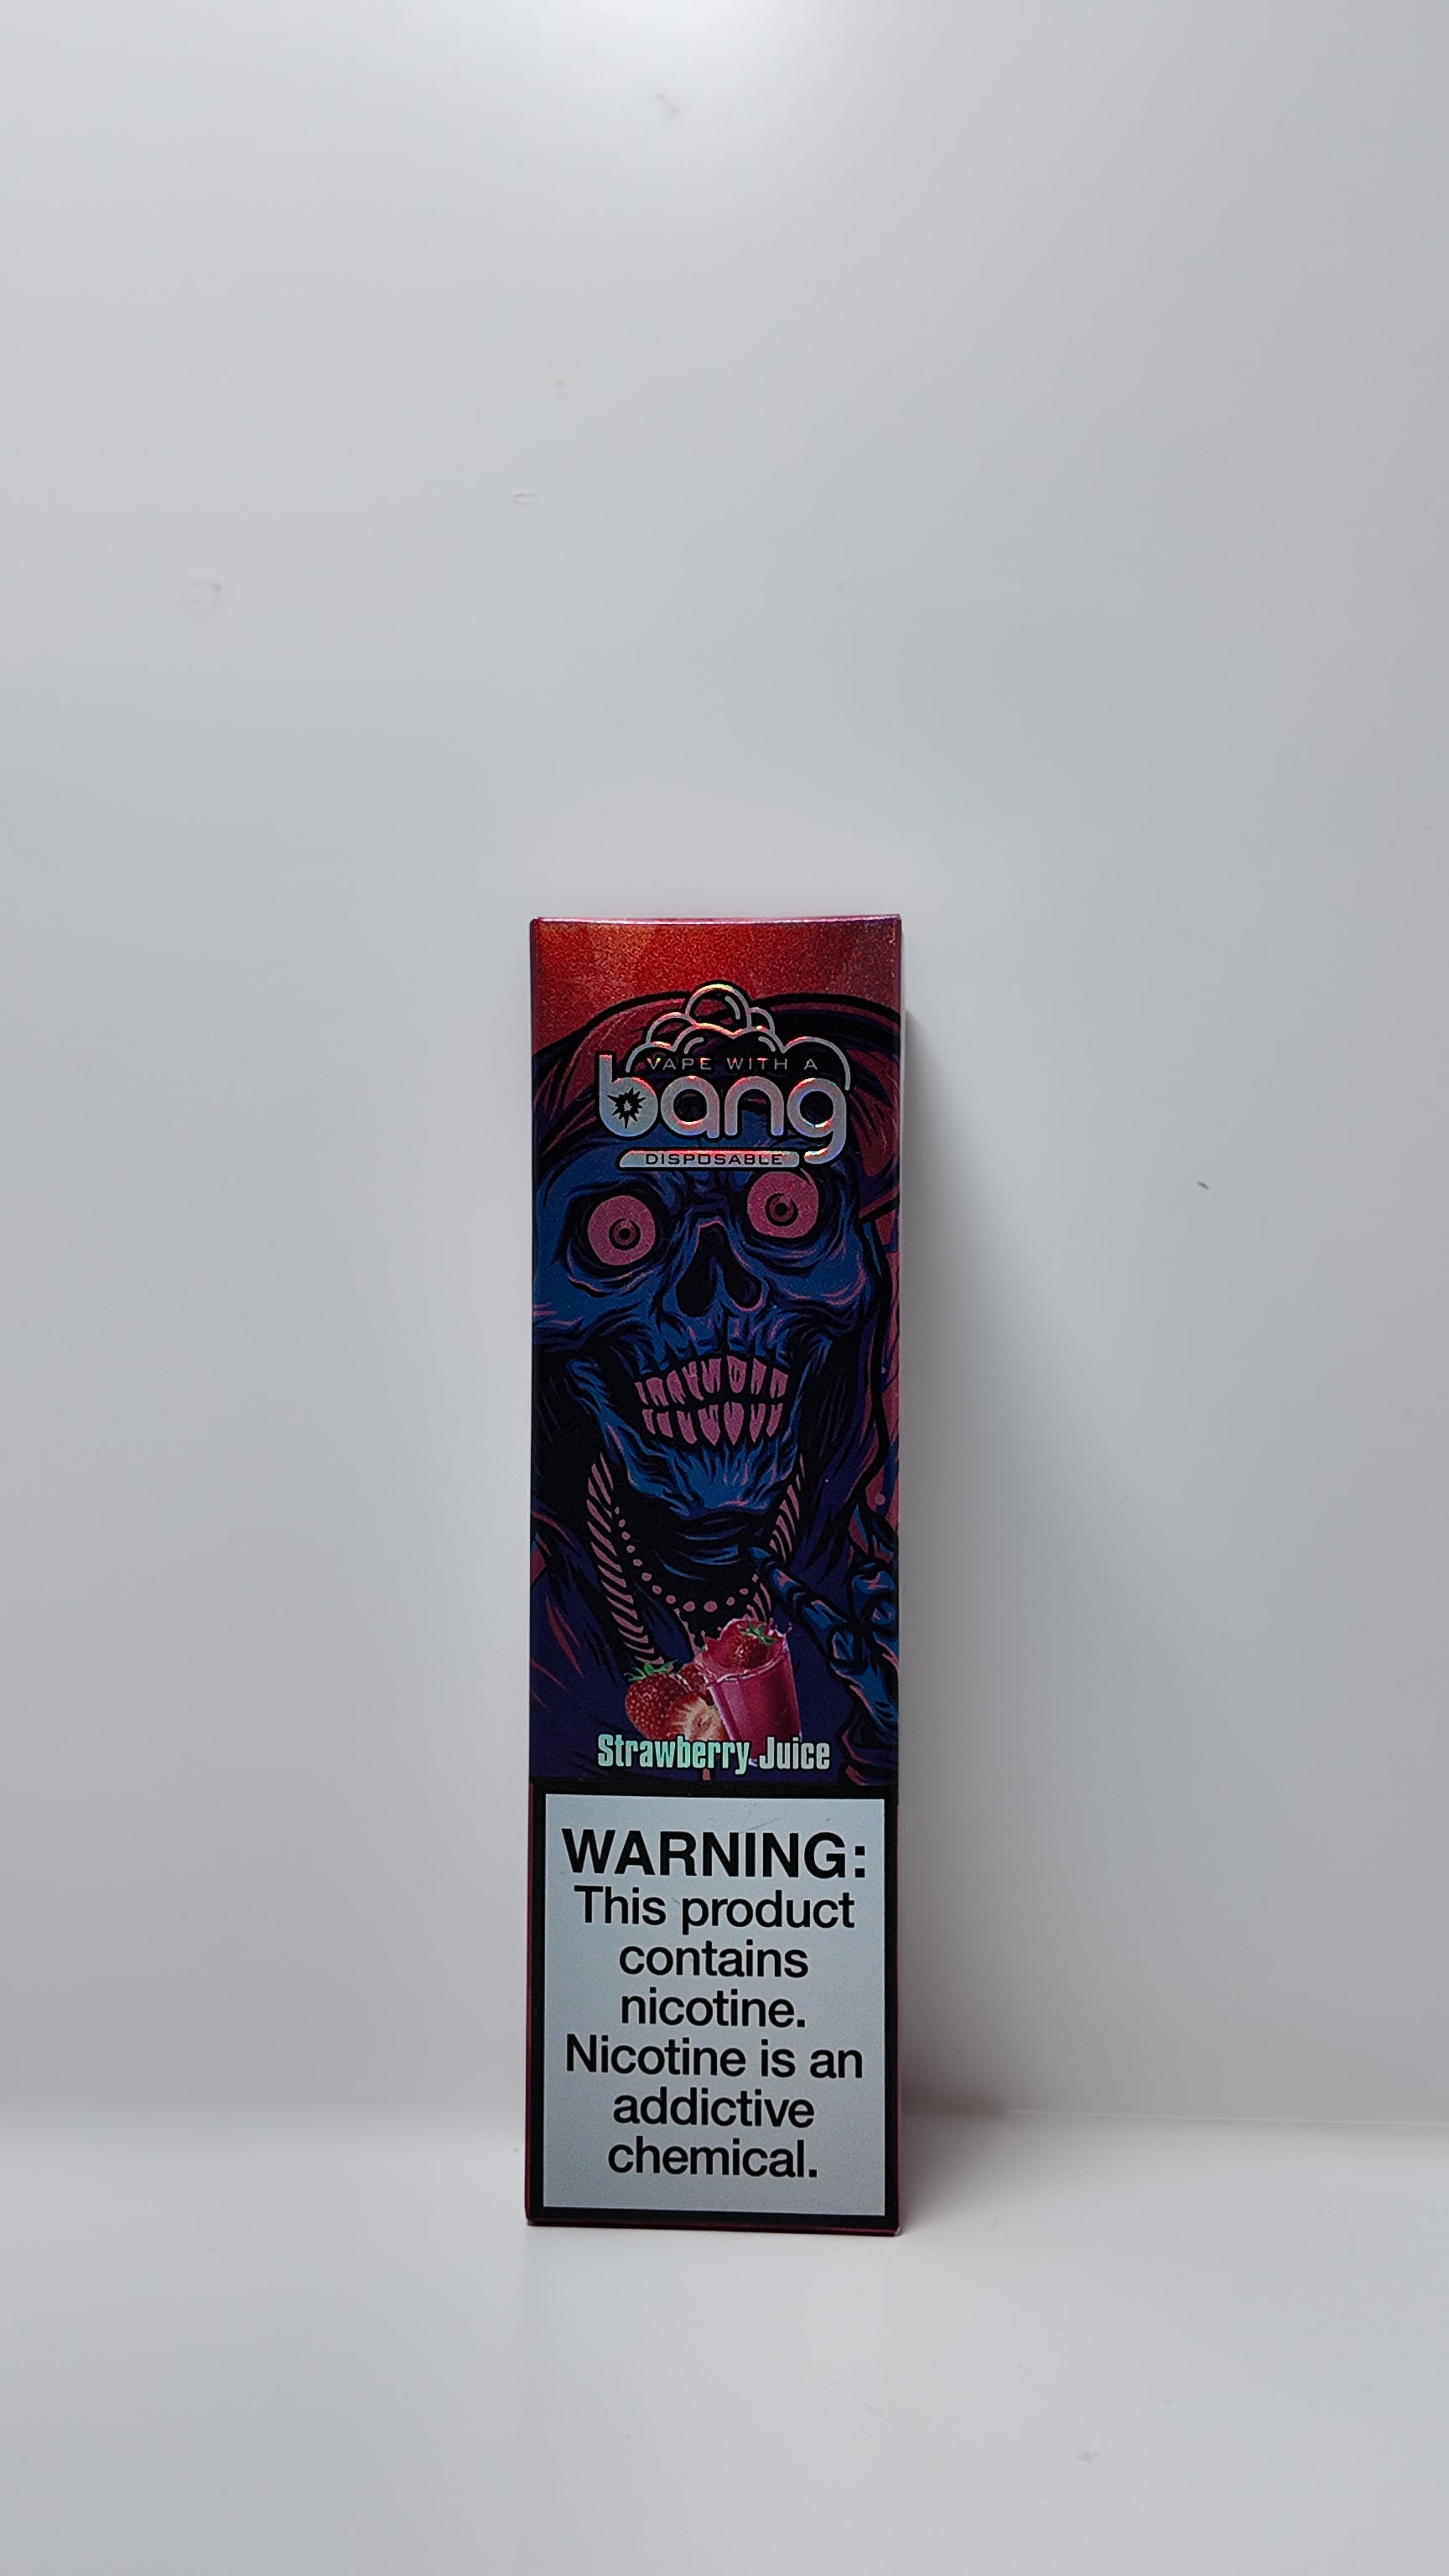 VAPE WITH A
bang
DISPOSABLE
Strawberry Juice
WARNING:
This product
contains
nicotine.
Nicotine is an
addictive
chemical.